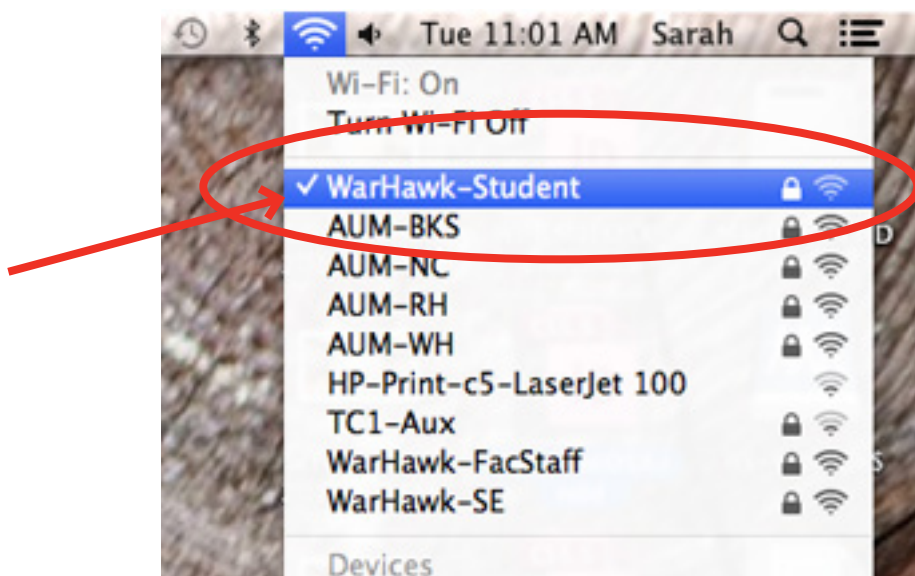 Tue 11:01 AM Sarah
Wi-Fi: On
Turn Wi-Fi Off
✓ WarHawk-Student
AUM-BKS
D
AUM-NC
AUM-RH
AUM-WH
HP-Print-c5-LaserJet 100
TC1-Aux
WarHawk-FacStaff
S
WarHawk-SE
Devices